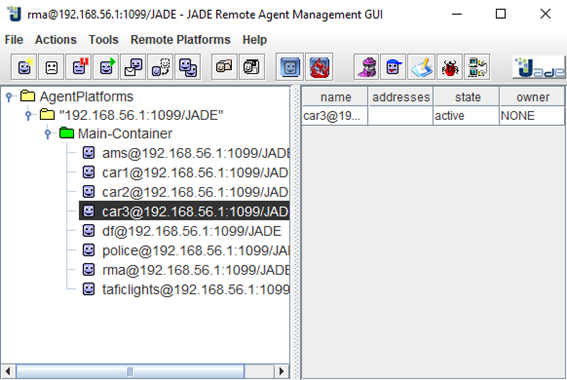 rma@192.168.56.1:1099/JADE - JADE Remote Agent Management GUI
File Actions Tools Remote Platforms Help
Jade
AgentPlatforms
"192.168.56.1:1099/JADE"
Main-Container
ams@192.168.56.1:1099/JADE
car1@192.168.56.1:1099/JADE
car2@192.168.56.1:1099/JADE
car3@192.168.56.1:1099/JAD
df@192.168.56.1:1099/JADE
police@192.168.56.1:1099/JA
rma@192.168.56.1:1099/JADE
taficlights@192.168.56.1:1099
name addresses state owner
car3@19... active NONE